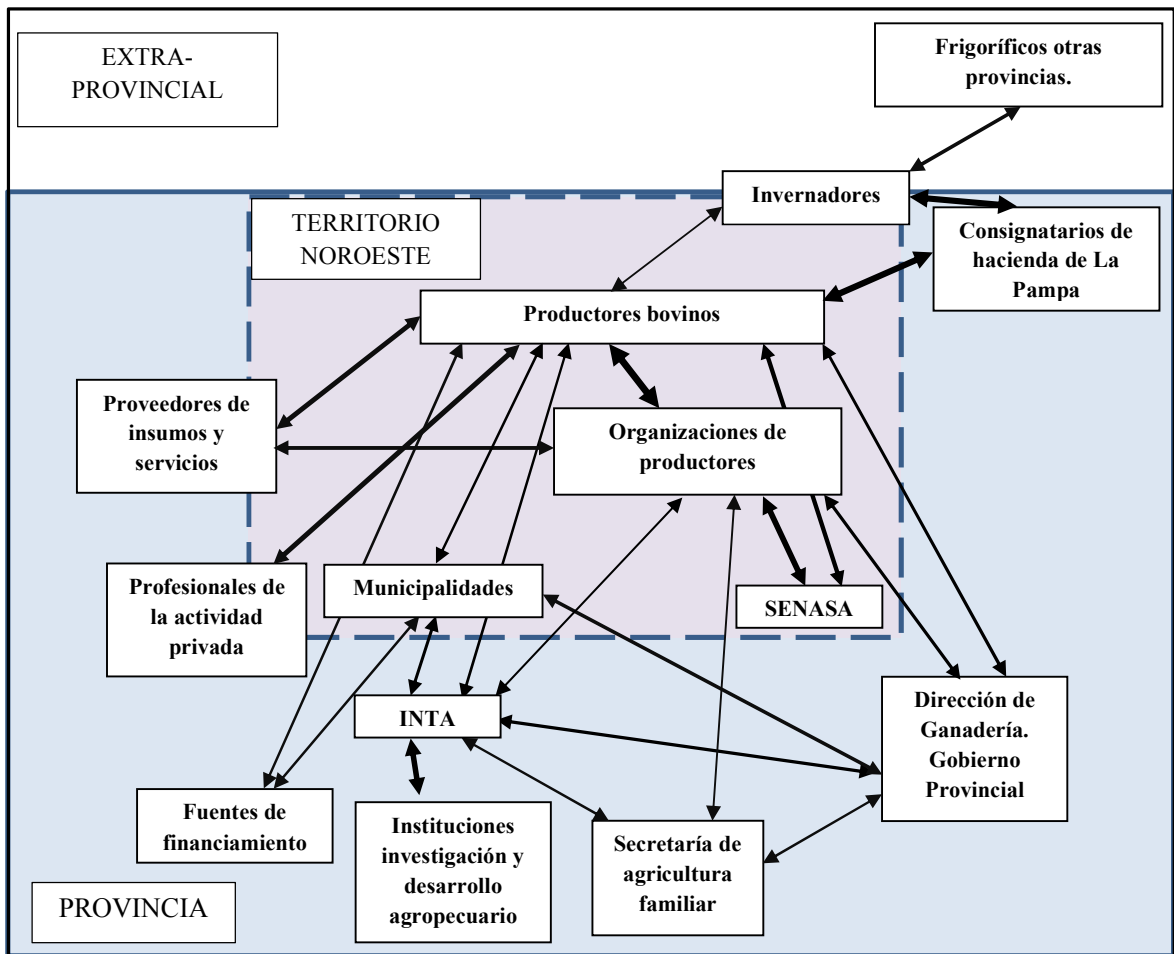 EXTRA-
PROVINCIAL
Frigoríficos otras
provincias.
Invernadores
TERRITORIO
NOROESTE
Consignatarios de
hacienda de La
Pampa
Productores bovinos
Proveedores de
insumos y
servicios
Organizaciones de
productores
Profesionales de
la actividad
privada
Municipalidades
SENASA
INTA
Dirección de
Ganadería.
Gobierno
Provincial
Fuentes de
financiamiento
Instituciones
investigación y
desarrollo
agropecuario
Secretaría de
agricultura
familiar
PROVINCIA